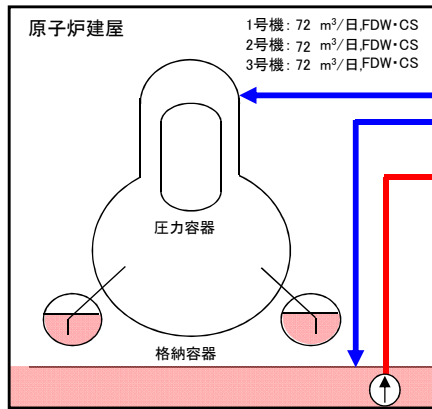 原子炉建屋
1号機: 72 m³/日,FDW・CS
2号機: 72 m³/日,FDW・CS
3号機: 72 m³/日,FDW・CS
圧力容器
格納容器